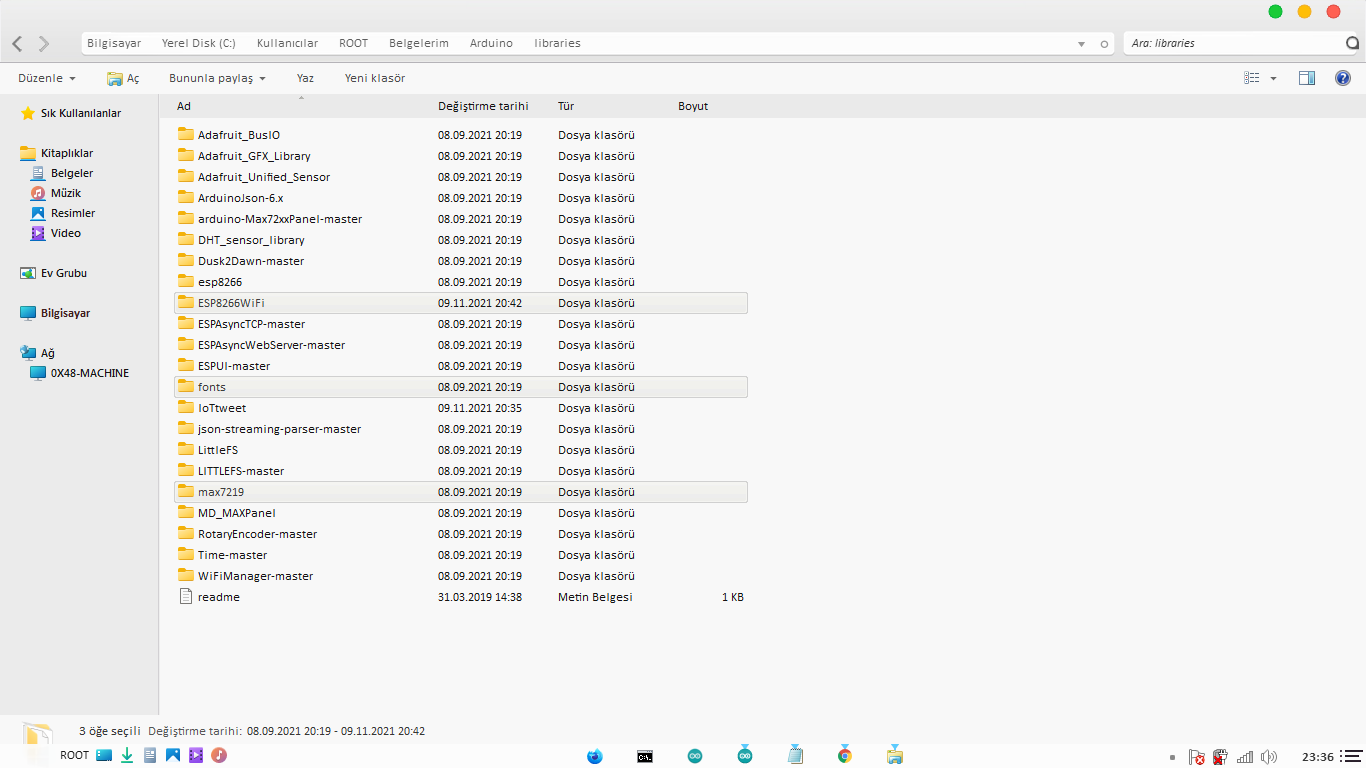 Bilgisayar Yerel Disk (C:) Kullanıcılar ROOT Belgelerim Arduino libraries Ara: libraries
Düzenle Aç Bununla paylaş Yaz Yeni klasör
Sık Kullanılanlar
Kitaplıklar
Belgeler
Müzik
Resimler
Video
Ev Grubu
Bilgisayar
Ağ
0X48-MACHINE
Ad Değiştirme tarihi Tür Boyut
Adafruit_BusIO 08.09.2021 20:19 Dosya klasörü
Adafruit_GFX_Library 08.09.2021 20:19 Dosya klasörü
Adafruit_Unified_Sensor 08.09.2021 20:19 Dosya klasörü
ArduinoJson-6.x 08.09.2021 20:19 Dosya klasörü
arduino-Max72xxPanel-master 08.09.2021 20:19 Dosya klasörü
DHT_sensor_library 08.09.2021 20:19 Dosya klasörü
Dusk2Dawn-master 08.09.2021 20:19 Dosya klasörü
esp8266 08.09.2021 20:19 Dosya klasörü
ESP8266WiFi 09.11.2021 20:42 Dosya klasörü
ESPAsyncTCP-master 08.09.2021 20:19 Dosya klasörü
ESPAsyncWebServer-master 08.09.2021 20:19 Dosya klasörü
ESPUI-master 08.09.2021 20:19 Dosya klasörü
fonts 08.09.2021 20:19 Dosya klasörü
IoTtweet 09.11.2021 20:35 Dosya klasörü
json-streaming-parser-master 08.09.2021 20:19 Dosya klasörü
LittleFS 08.09.2021 20:19 Dosya klasörü
LITTLEFS-master 08.09.2021 20:19 Dosya klasörü
max7219 08.09.2021 20:19 Dosya klasörü
MD_MAXPanel 08.09.2021 20:19 Dosya klasörü
RotaryEncoder-master 08.09.2021 20:19 Dosya klasörü
Time-master 08.09.2021 20:19 Dosya klasörü
WiFiManager-master 08.09.2021 20:19 Dosya klasörü
readme 31.03.2019 14:38 Metin Belgesi 1 KB
3 öğe seçili Değiştirme tarihi: 08.09.2021 20:19 - 09.11.2021 20:42
ROOT 23:36